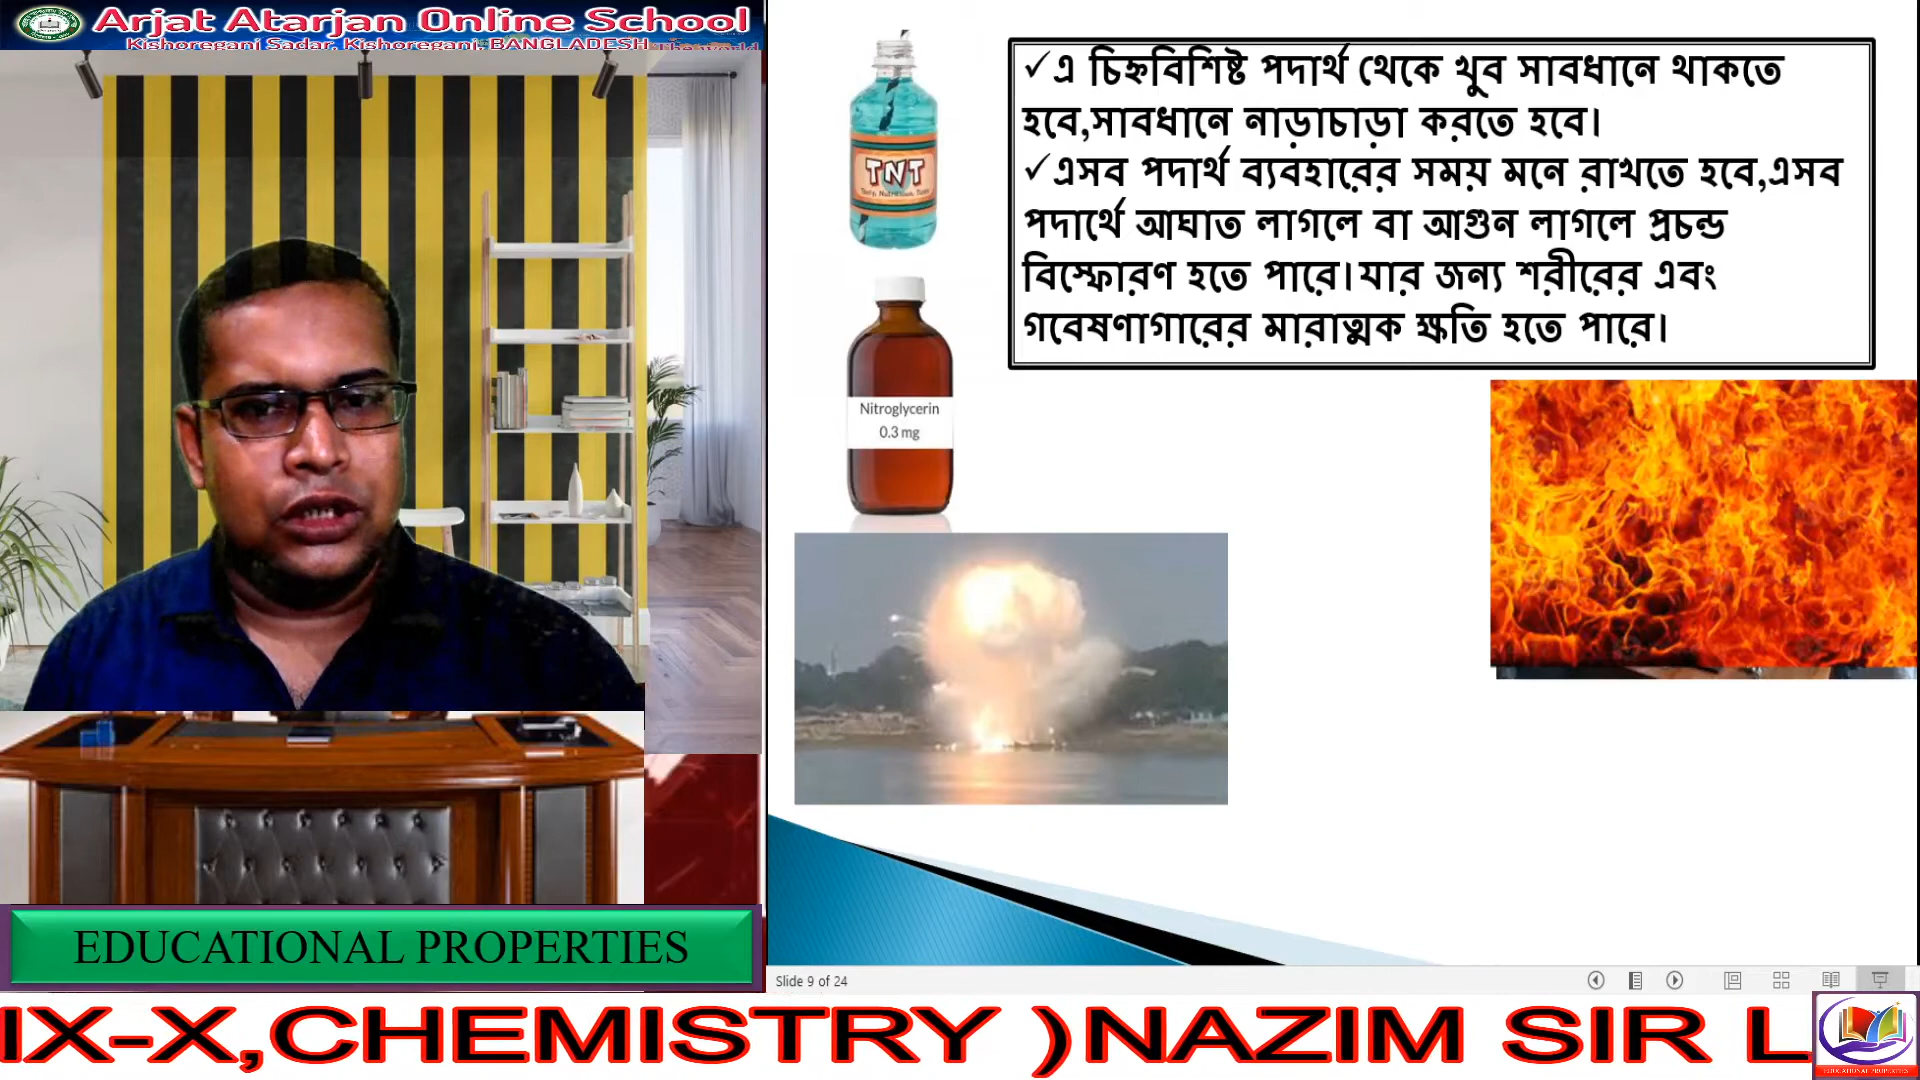 Arjat Atarjan Online School
Kishoreganj Sadar, Kishoreganj, BANGLADESH
✓এ চিহ্নবিশিষ্ট পদার্থ থেকে খুব সাবধানে থাকতে
হবে,সাবধানে নাড়াচাড়া করতে হবে।
✓এসব পদার্থ ব্যবহারের সময় মনে রাখতে হবে,এসব
পদার্থে আঘাত লাগলে বা আগুন লাগলে প্রচন্ড
বিস্ফোরণ হতে পারে।যার জন্য শরীরের এবং
গবেষণাগারের মারাত্মক ক্ষতি হতে পারে।
TNT
Nitroglycerin
0.3 mg
EDUCATIONAL PROPERTIES
Slide 9 of 24
IX-X,CHEMISTRY )NAZIM SIR L
EDUCATIONAL PROPERTIES